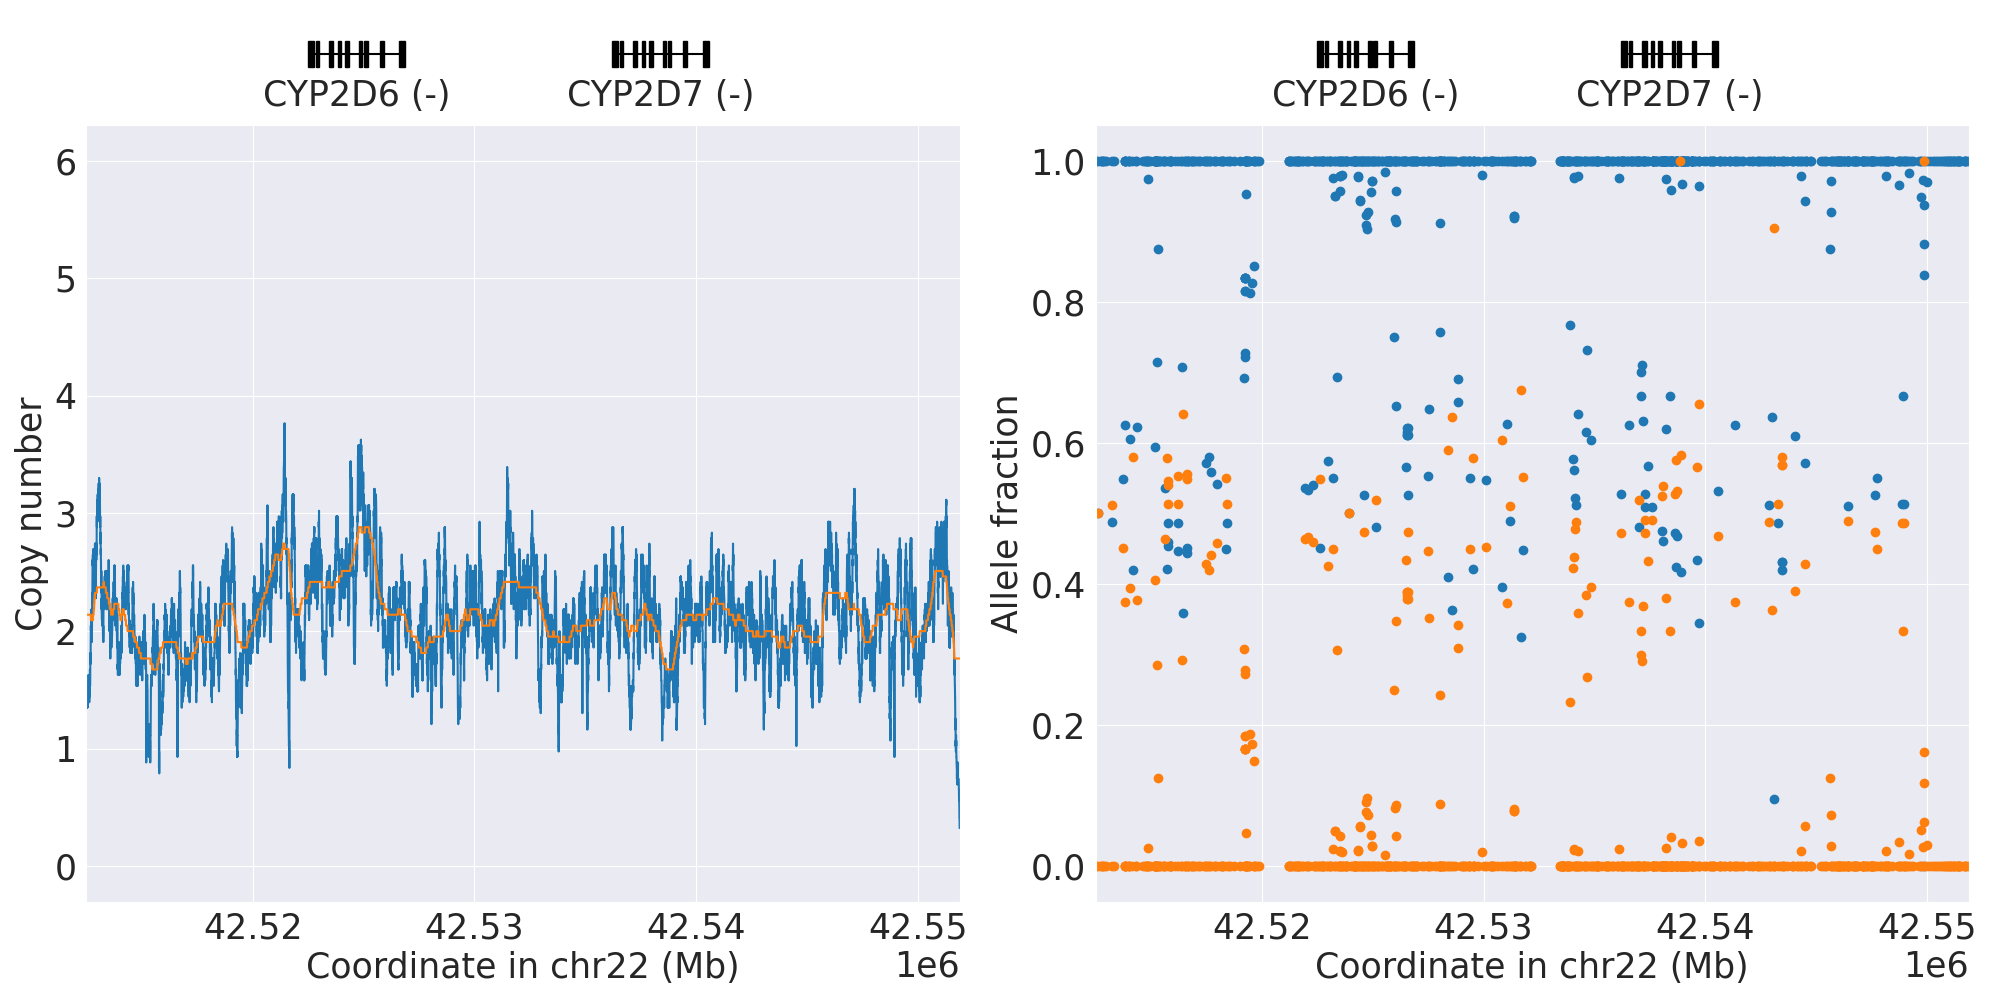 CYP2D6 (-)
CYP2D7 (-)
6
5
4
3
2
1
0
Copy number
42.52
42.53
42.54
42.55
Coordinate in chr22 (Mb)
1e6
CYP2D6 (-)
CYP2D7 (-)
1.0
0.8
0.6
0.4
0.2
0.0
Allele fraction
42.52
42.53
42.54
42.55
Coordinate in chr22 (Mb)
1e6